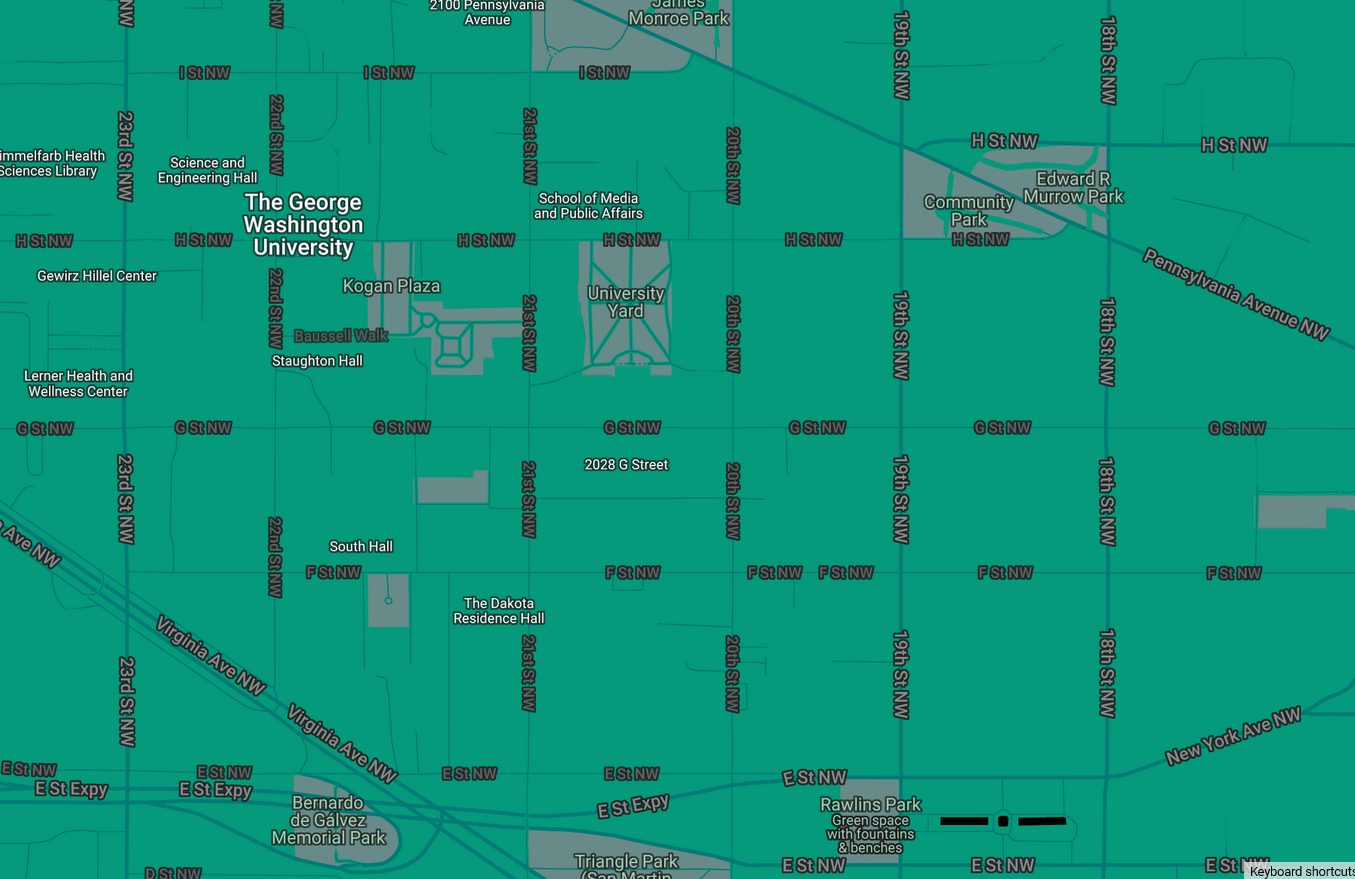 2100 Pennsylvania
Avenue
James
Monroe Park
NW
NW
19th St NW
18th St NW
I St NW
I St NW
I St NW
23rd St NW
22nd St NW
21st St NW
20th St NW
H St NW
H St NW
Sciences Library
Health
Science and
Engineering Hall
The George
Washington
University
School of Media
and Public Affairs
Edward R
Murrow Park
Community
Park
H St NW
H St NW
H St NW
H St NW
H St NW
H St NW
Gewirz Hillel Center
Kogan Plaza
University
Yard
Pennsylvania Avenue NW
22nd St NW
21st St NW
20th St NW
19th St NW
18th St NW
Baussell Walk
Staughton Hall
Lerner Health and
Wellness Center
G St NW
G St NW
G St NW
G St NW
G St NW
G St NW
G St NW
2028 G Street
23rd St NW
21st St NW
20th St NW
19th St NW
18th St NW
Ave NW
22nd St NW
South Hall
F St NW
F St NW
F St NW
F St NW
F St NW
F St NW
The Dakota
Residence Hall
Virginia Ave NW
23rd St NW
21st St NW
20th St NW
19th St NW
18th St NW
Virginia Ave NW
New York Ave NW
E St NW
E St NW
E St NW
E St NW
E St NW
E St Expy
E St Expy
E St Expy
Bernardo
de Gálvez
Memorial Park
Rawlins Park
Green space
with fountains
& benches
Triangle Park
(San Martin
E St NW
E St NW
E St NW
D St NW
Keyboard shortcuts